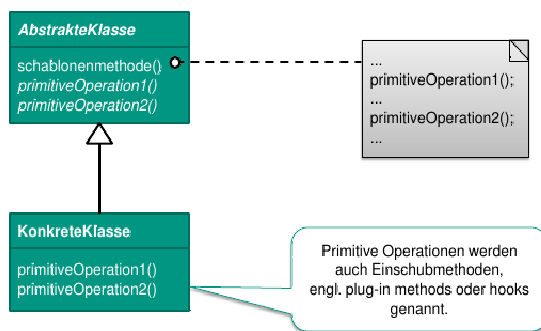 AbstrakteKlasse
schablonenmethode()
primitiveOperation1()
primitiveOperation2()
...
primitiveOperation1();
...
primitiveOperation2();
...
KonkreteKlasse
primitiveOperation1()
primitiveOperation2()
Primitive Operationen werden
auch Einschubmethoden,
engl. plug-in methods oder hooks
genannt.